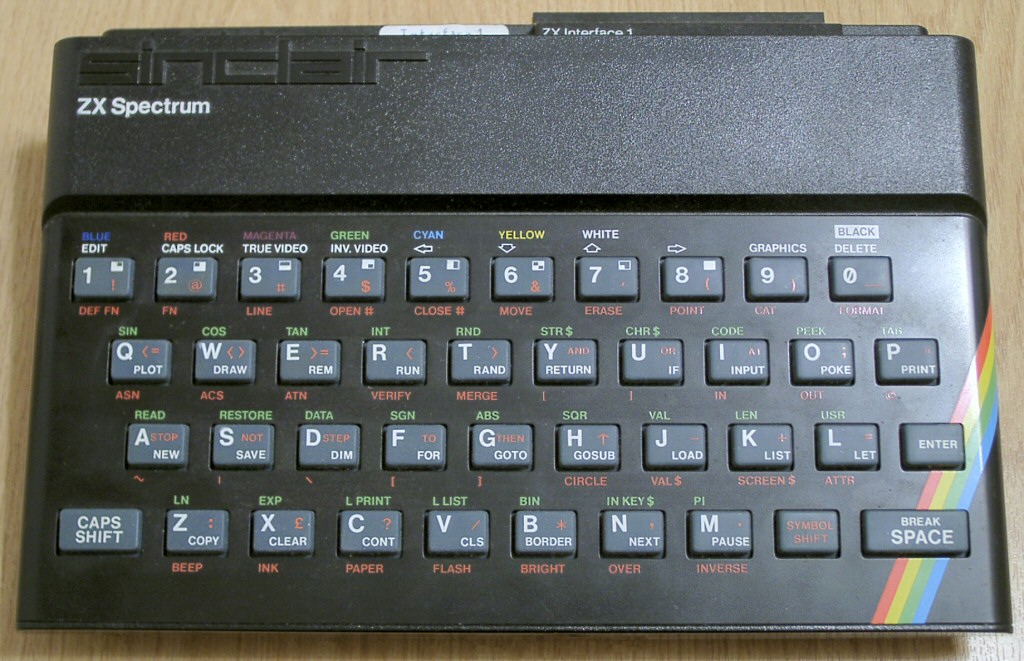 Interface 1
ZX Interface 1
sinclair
ZX Spectrum
BLUE RED MAGENTA GREEN CYAN YELLOW WHITE BLACK
EDIT CAPS LOCK TRUE VIDEO INV. VIDEO ⇦ ⇩ ⇧ ⇨ GRAPHICS DELETE
1 ! 2 @ 3 # 4 $ 5 % 6 & 7 ' 8 ( 9 ) 0 _
DEF FN FN LINE OPEN # CLOSE # MOVE ERASE POINT CAT FORMAT
SIN COS TAN INT RND STR $ CHR $ CODE PEEK TAB
Q <= W <> E >= R < T > Y AND U OR I AT O ; P "
PLOT DRAW REM RUN RAND RETURN IF INPUT POKE PRINT
ASN ACS ATN VERIFY MERGE [ ] IN OUT ©
READ RESTORE DATA SGN ABS SQR VAL LEN USR
A STOP S NOT D STEP F TO G THEN H ↑ J − K + L = ENTER
NEW SAVE DIM FOR GOTO GOSUB LOAD LIST LET
~ | \ { } CIRCLE VAL $ SCREEN $ ATTR
LN EXP L PRINT L LIST BIN IN KEY $ PI
CAPS SHIFT Z : X £ C ? V / B * N , M . SYMBOL SHIFT BREAK SPACE
COPY CLEAR CONT CLS BORDER NEXT PAUSE
BEEP INK PAPER FLASH BRIGHT OVER INVERSE